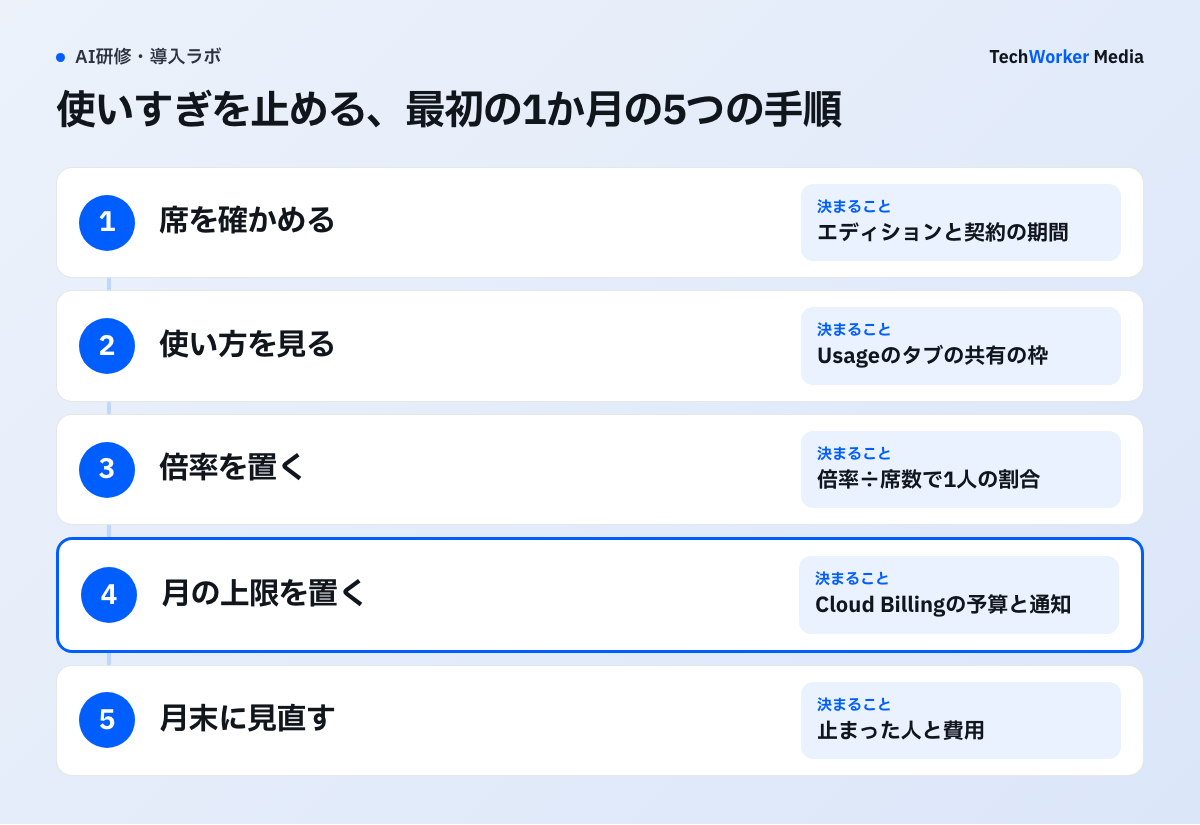 AI研修・導入ラボ
TechWorker Media
使いすぎを止める、最初の1か月の5つの手順
1
席を確かめる
決まること
エディションと契約の期間
2
使い方を見る
決まること
Usageのタブの共有の枠
3
倍率を置く
決まること
倍率÷席数で1人の割合
4
月の上限を置く
決まること
Cloud Billingの予算と通知
5
月末に見直す
決まること
止まった人と費用